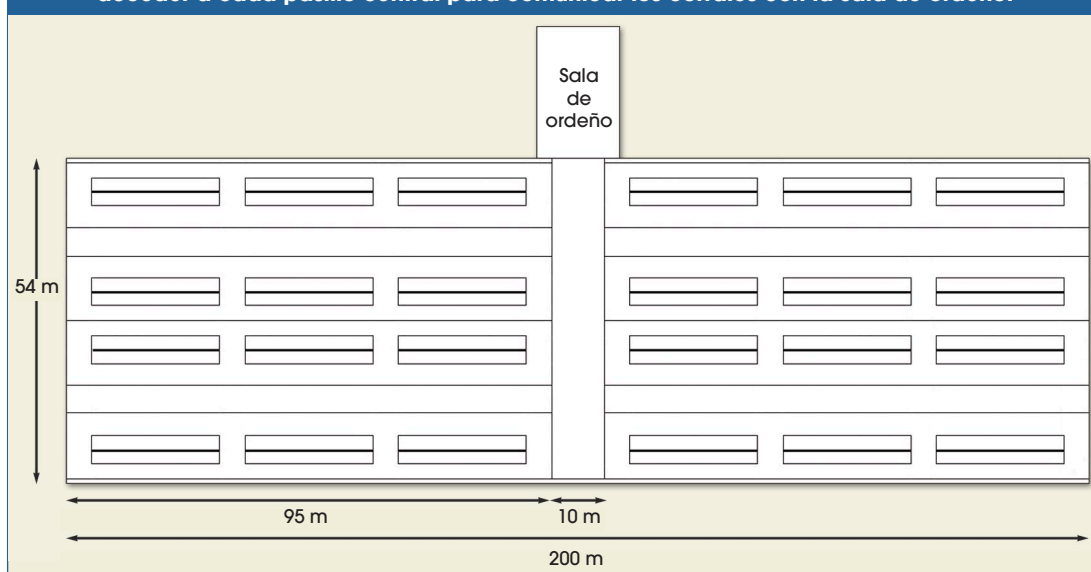 acceder a cada pasillo central para comunicar los corrales con la sala de ordeño.
Sala
de
ordeño
54 m
95 m
10 m
200 m